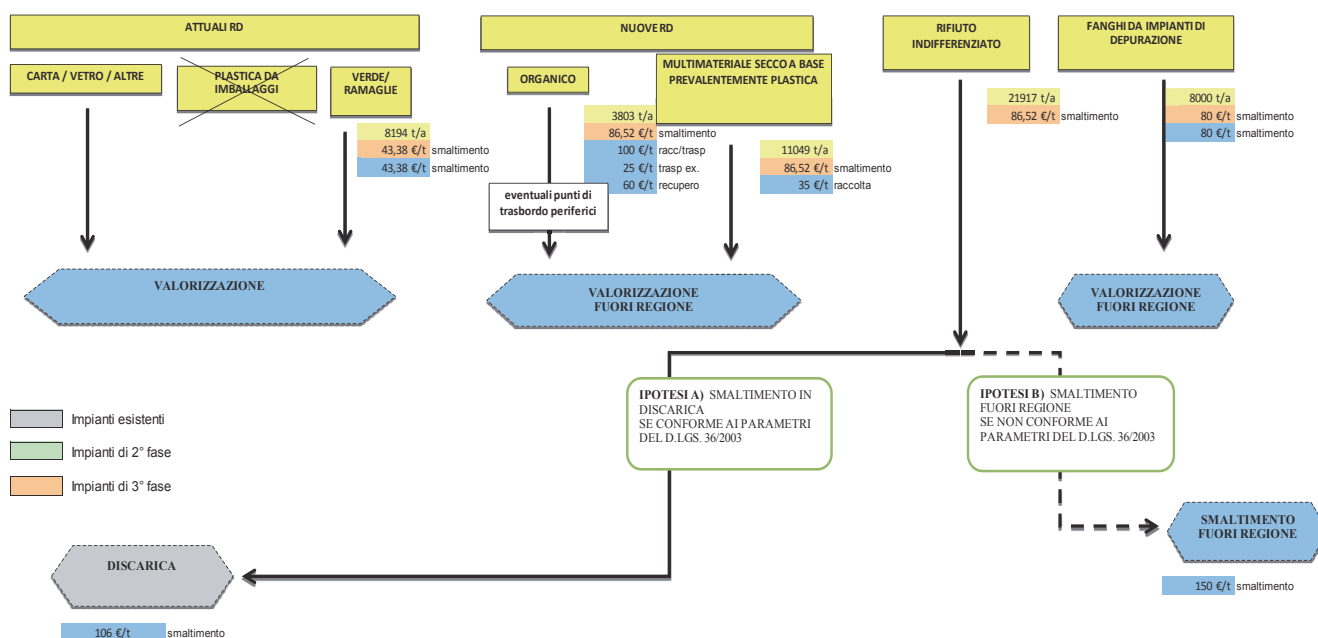 ATTUALI RD
CARTA / VETRO / ALTRE
PLASTICA DA
IMBALLAGGI
VERDE/
RAMAGLIE
8194 t/a
43,38 €/t smaltimento
43,38 €/t smaltimento
VALORIZZAZIONE
NUOVE RD
ORGANICO
MULTIMATERIALE SECCO A BASE
PREVALENTEMENTE PLASTICA
3803 t/a
86,52 €/t smaltimento
100 €/t racc/trasp
25 €/t trasp ex.
60 €/t recupero
11049 t/a
86,52 €/t smaltimento
35 €/t raccolta
eventuali punti di
trasbordo periferici
VALORIZZAZIONE
FUORI REGIONE
RIFIUTO
INDIFFERENZIATO
21917 t/a
86,52 €/t smaltimento
FANGHI DA IMPIANTI DI
DEPURAZIONE
8000 t/a
80 €/t smaltimento
80 €/t smaltimento
VALORIZZAZIONE
FUORI REGIONE
IPOTESI A) SMALTIMENTO IN
DISCARICA
SE CONFORME AI PARAMETRI
DEL D.LGS. 36/2003
IPOTESI B) SMALTIMENTO
FUORI REGIONE
SE NON CONFORME AI
PARAMETRI DEL D.LGS. 36/2003
Impianti esistenti
Impianti di 2° fase
Impianti di 3° fase
DISCARICA
106 €/t smaltimento
SMALTIMENTO
FUORI REGIONE
150 €/t smaltimento